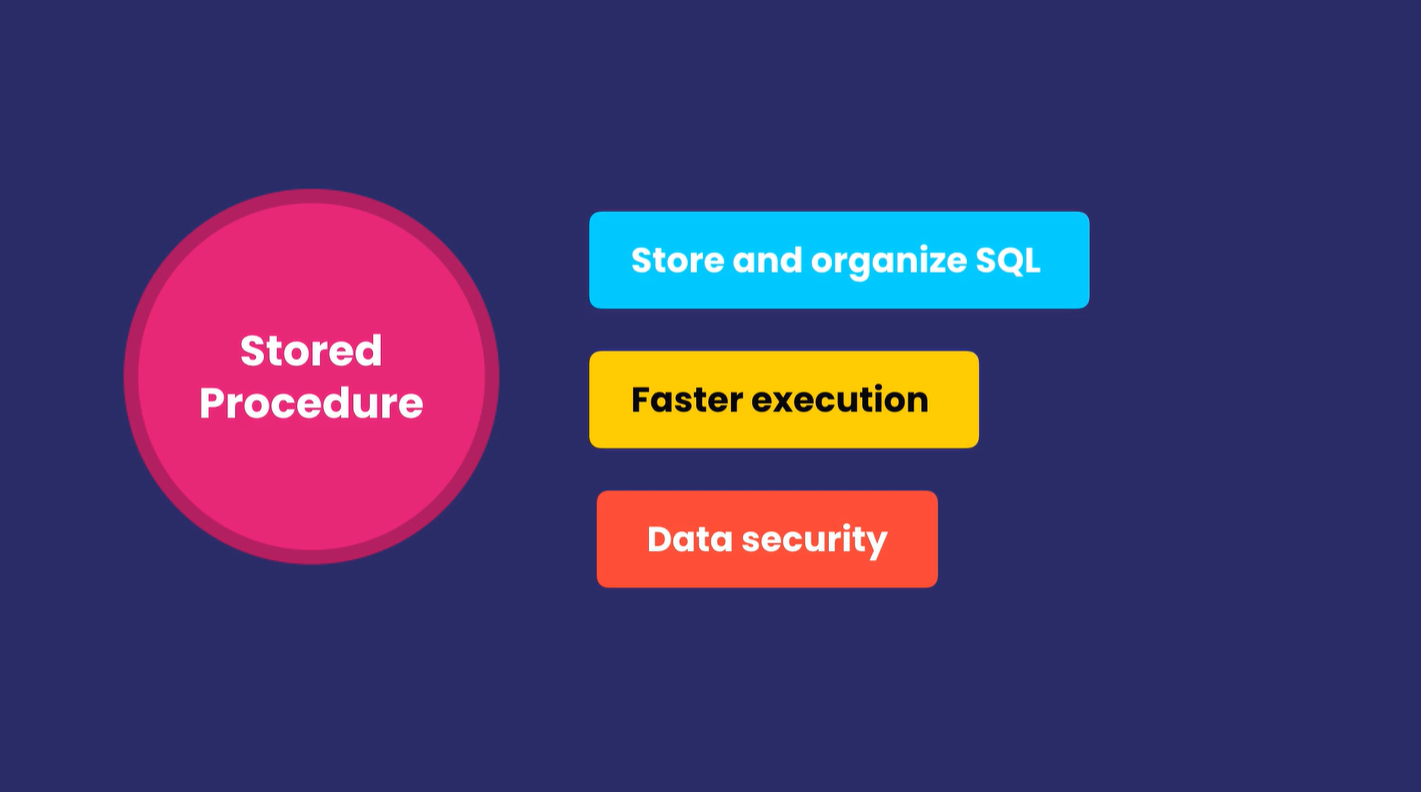 Stored
Procedure
Store and organize SQL
Faster execution
Data security